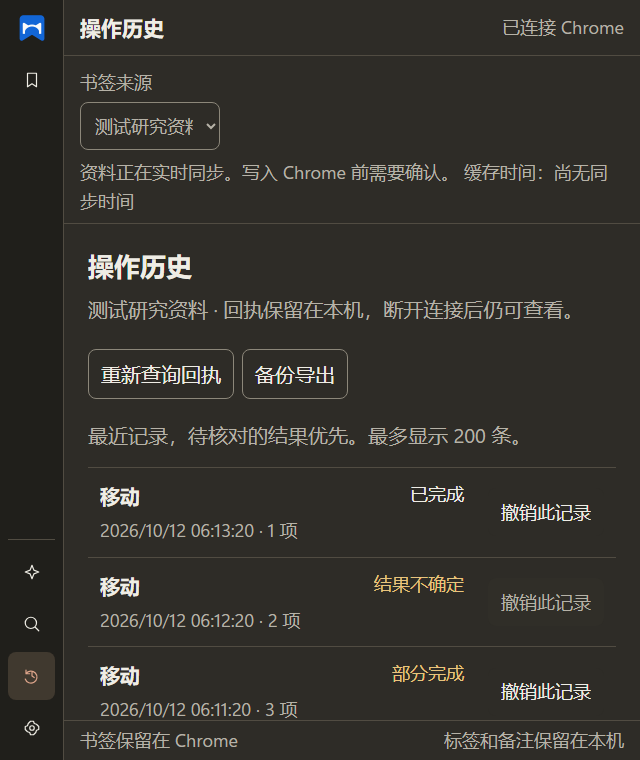 操作历史
已连接 Chrome
书签来源
测试研究资料
资料正在实时同步。写入 Chrome 前需要确认。 缓存时间：尚无同
步时间
操作历史
测试研究资料 · 回执保留在本机，断开连接后仍可查看。
重新查询回执
备份导出
最近记录，待核对的结果优先。最多显示 200 条。
移动
已完成
撤销此记录
2026/10/12 06:13:20 · 1 项
移动
结果不确定
撤销此记录
2026/10/12 06:12:20 · 2 项
移动
部分完成
撤销此记录
2026/10/12 06:11:20 · 3 项
书签保留在 Chrome
标签和备注保留在本机